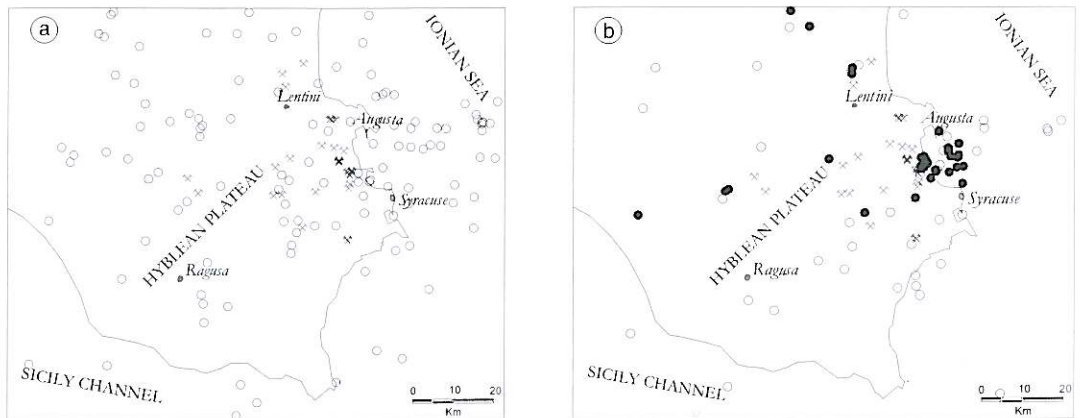 a
IONIAN SEA
Lentini
Augusta
HYBLEAN PLATEAU
Syracuse
Ragusa
SICILY CHANNEL
0 10 20
Km
b
IONIAN SEA
Lentini
Augusta
HYBLEAN PLATEAU
Syracuse
Ragusa
SICILY CHANNEL
0 10 20
Km